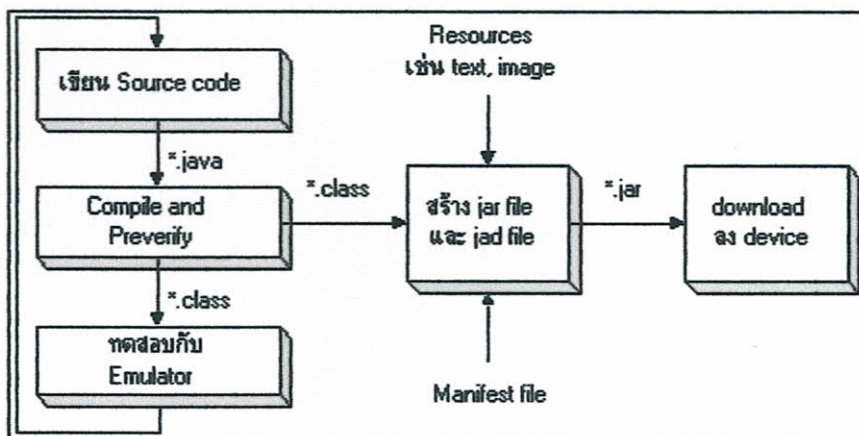 เขียน Source code
*.java
Compile and
Preverify
*.class
ทดสอบกับ
Emulator
*.class
Resources
เช่น text, image
สร้าง jar file
และ jad file
Manifest file
*.jar
download
ลง device